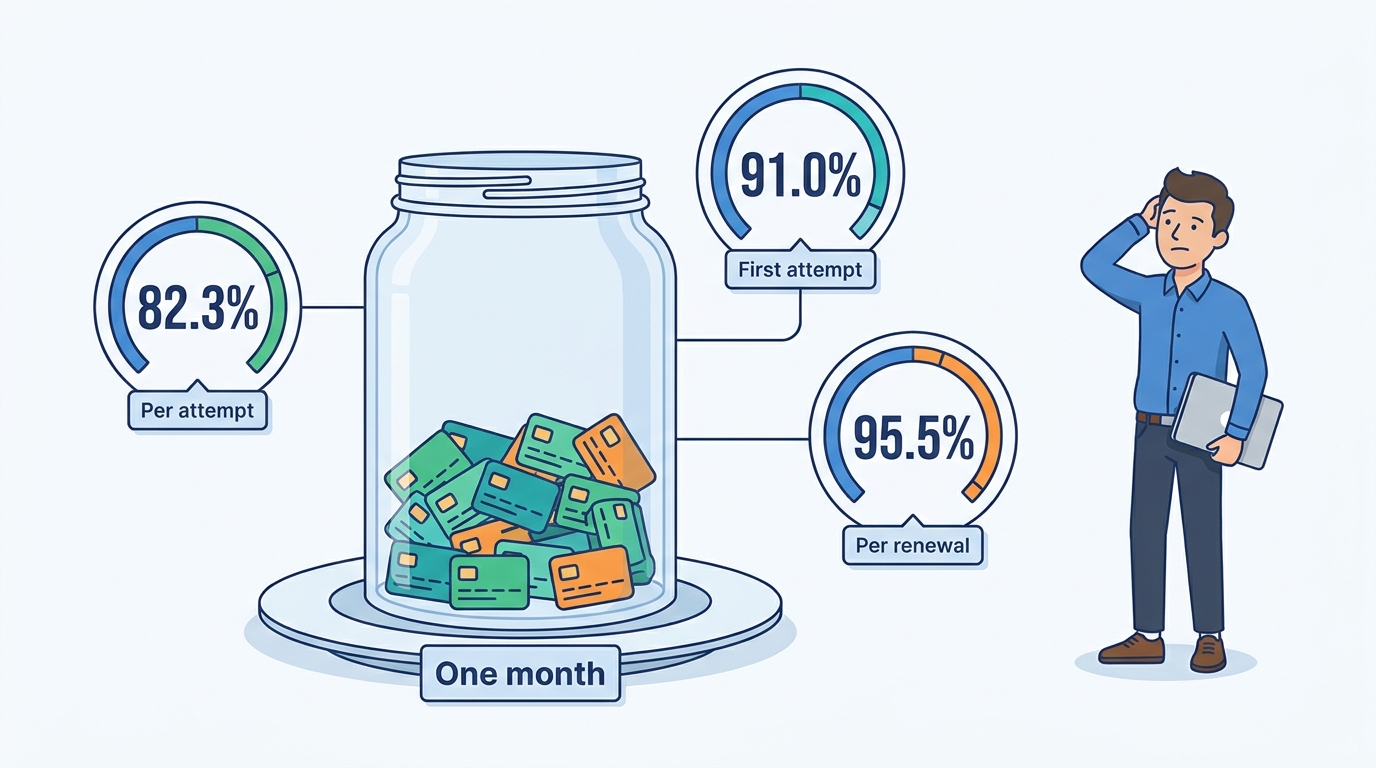 91.0%
First attempt
82.3%
Per attempt
95.5%
Per renewal
One month